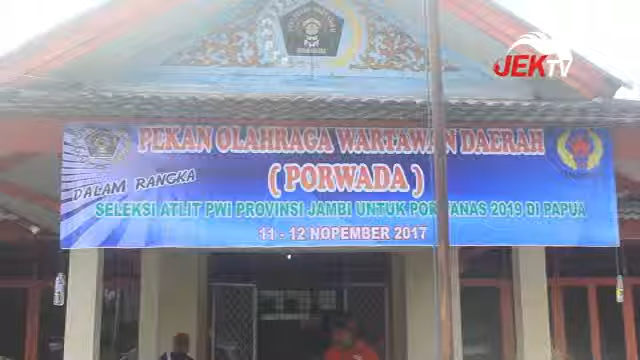 JEKTV
PEKAN OLAHRAGA WARTAWAN DAERAH
( PORWADA )
DALAM RANGKA
SELEKSI ATLIT PWI PROVINSI JAMBI UNTUK PORWANAS 2019 DI PAPUA
11 - 12 NOPEMBER 2017